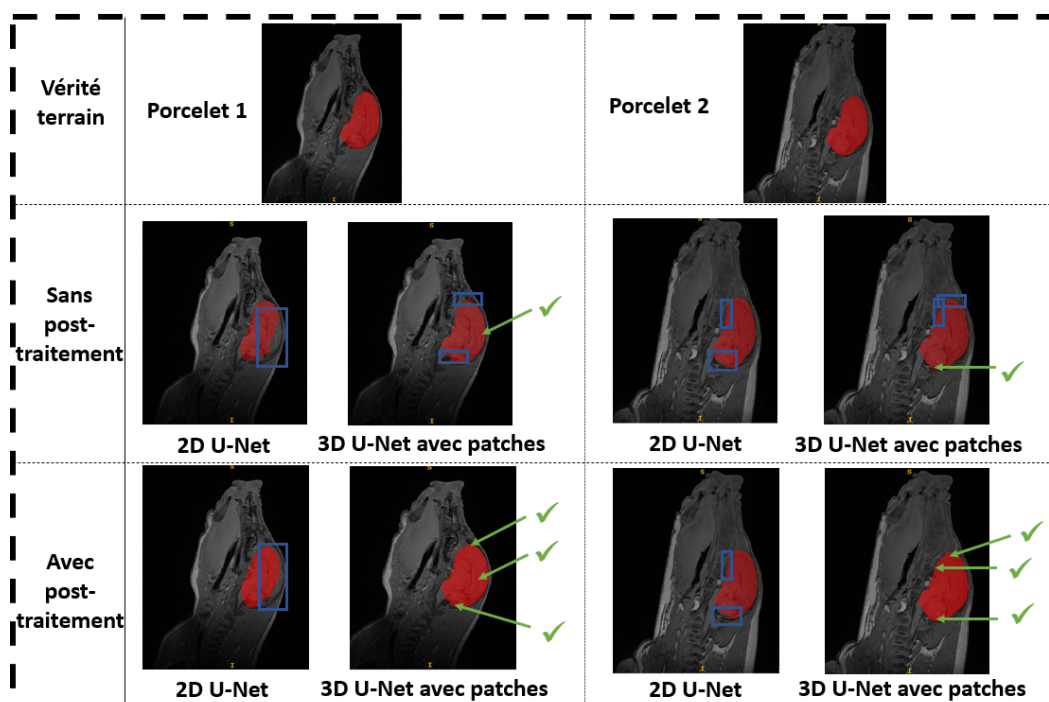 Vérité
terrain
Porcelet 1
Porcelet 2
I
S
Sans
post-
traitement
S
I
2D U-Net
S
I
3D U-Net avec patches
S
I
2D U-Net
S
I
3D U-Net avec patches
Avec
post-
traitement
S
I
2D U-Net
3D U-Net avec patches
S
I
2D U-Net
S
I
3D U-Net avec patches